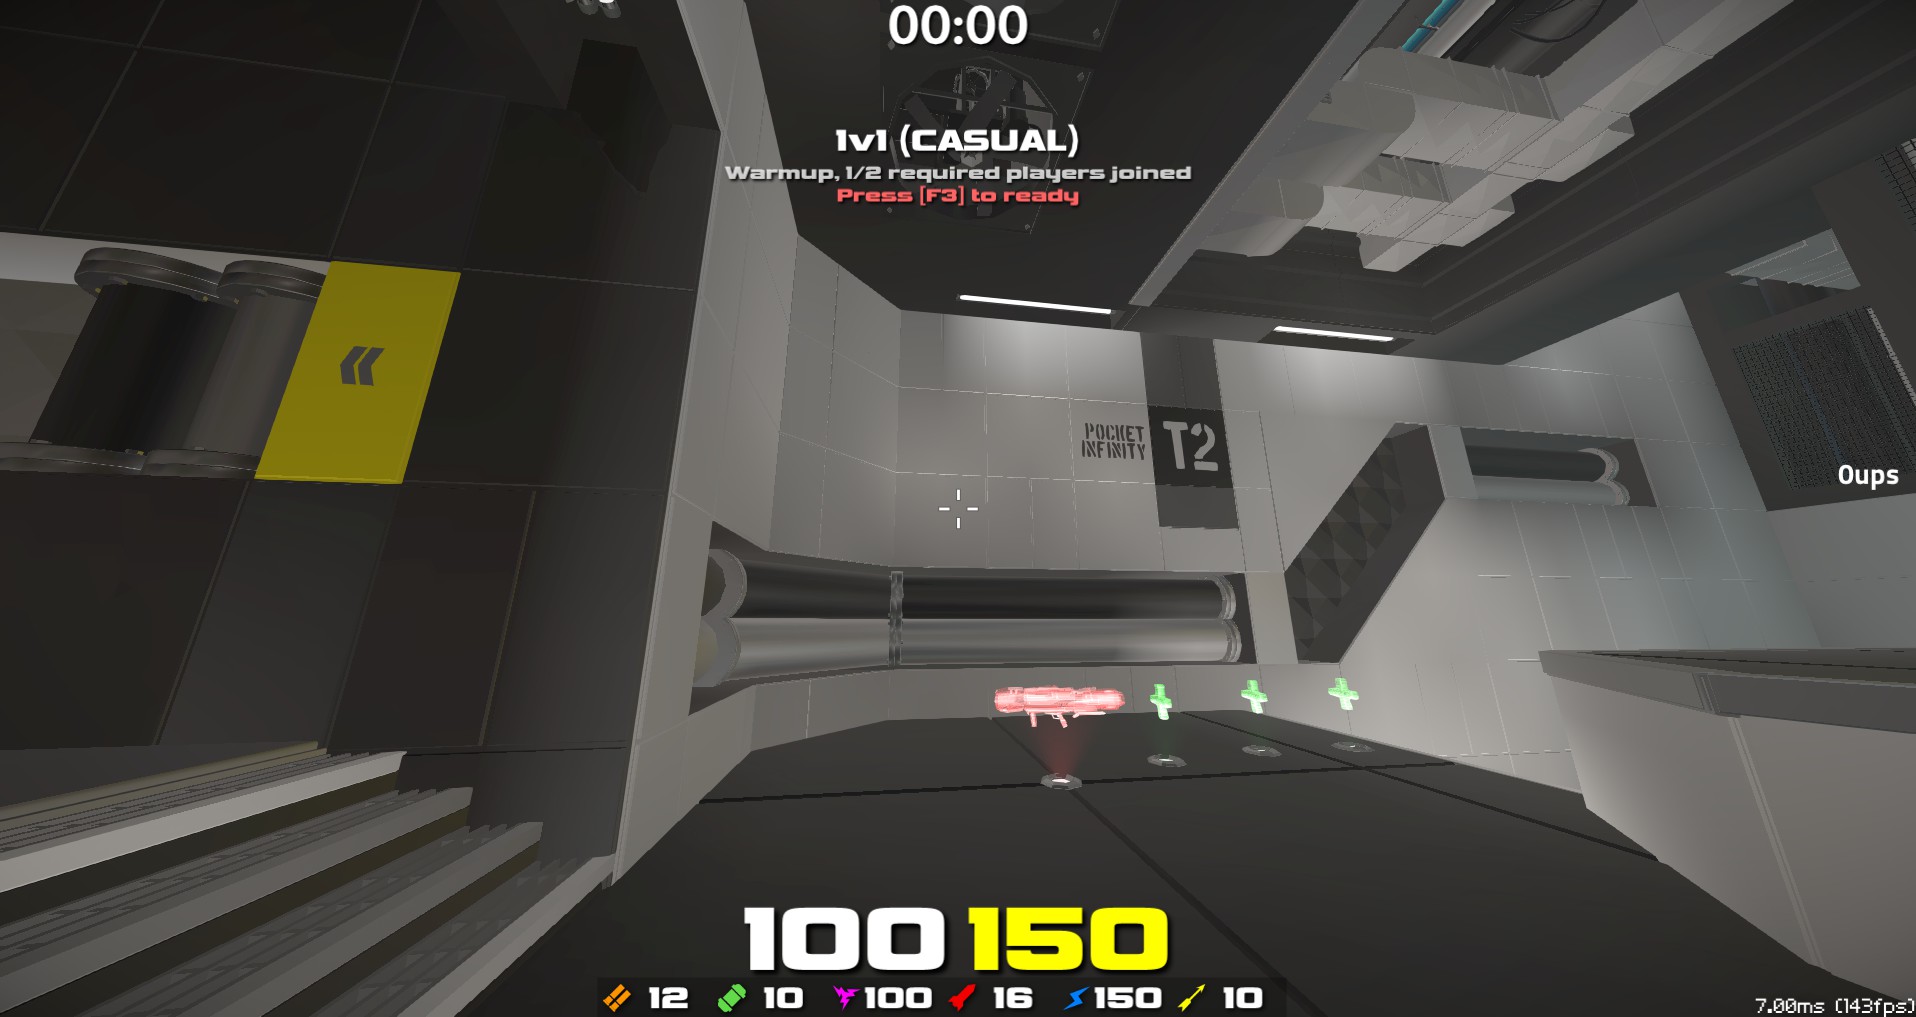 00:00
1v1 (CASUAL)
Warmup, 1/2 required players joined
Press [F3] to ready
POCKET
INFINITY
T2
Oups
100 150
12 10 100 16 150 10
7.00ms (143fps)